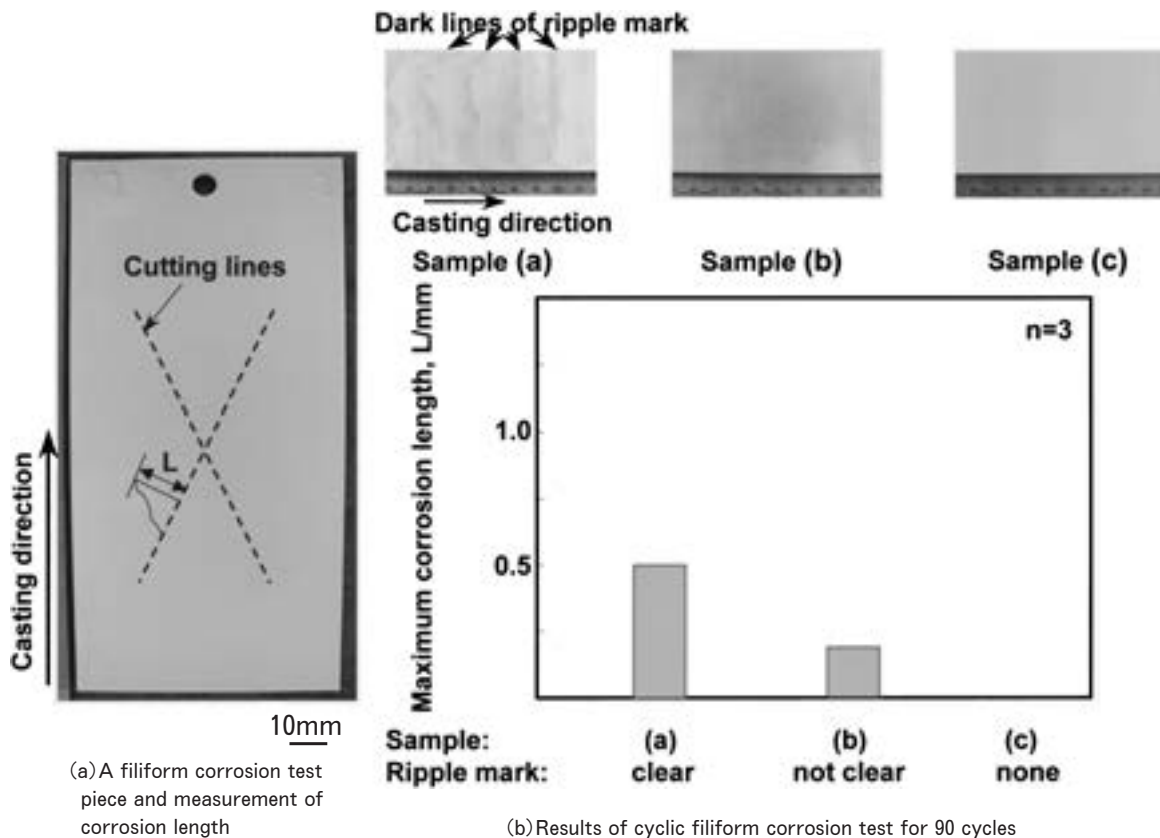 Dark lines of ripple mark
Casting direction
Sample (a)
Sample (b)
Sample (c)
Cutting lines
L
Casting direction
10mm
(a)A filiform corrosion test
piece and measurement of
corrosion length
Maximum corrosion length, L/mm
n=3
1.0
0.5
Sample: (a) (b) (c)
Ripple mark: clear not clear none
(b)Results of cyclic filiform corrosion test for 90 cycles